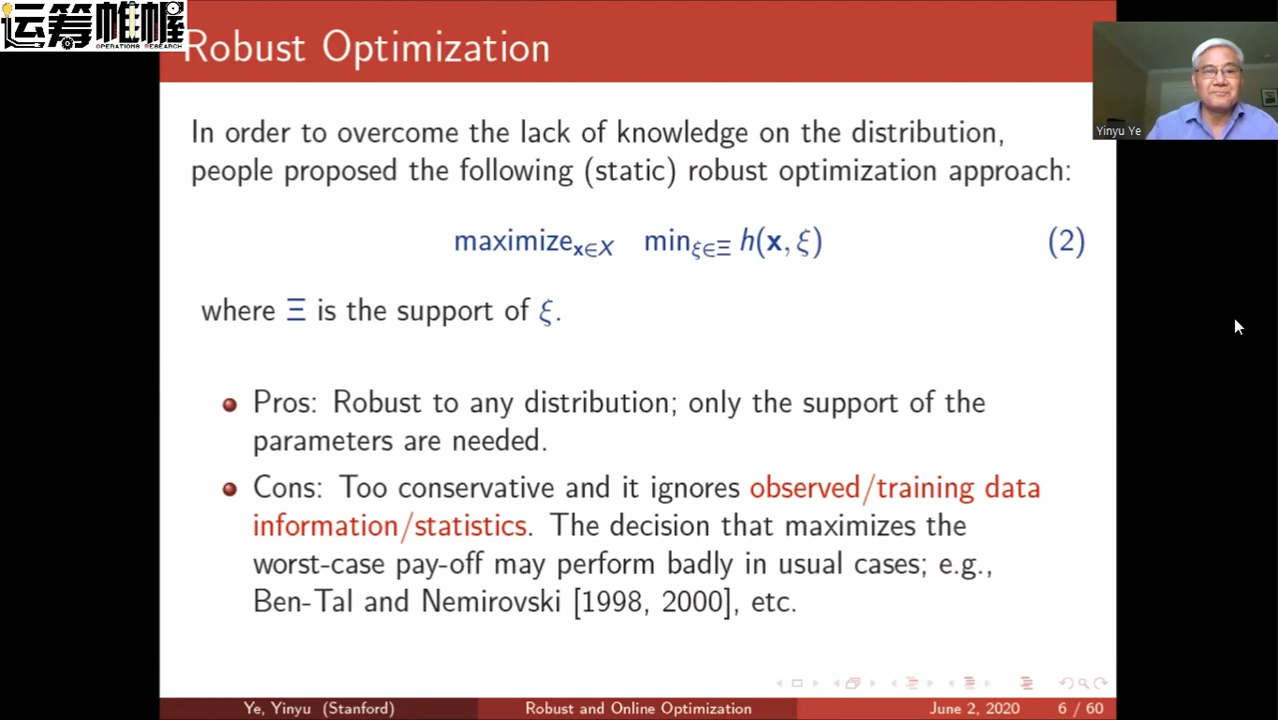 运筹帷幄
OPERATIONS RESEARCH
Robust Optimization
Yinyu Ye
In order to overcome the lack of knowledge on the distribution,
people proposed the following (static) robust optimization approach:
maximize_{x∈X} min_{ξ∈Ξ} h(x, ξ) (2)
where Ξ is the support of ξ.
Pros: Robust to any distribution; only the support of the
parameters are needed.
Cons: Too conservative and it ignores observed/training data
information/statistics. The decision that maximizes the
worst-case pay-off may perform badly in usual cases; e.g.,
Ben-Tal and Nemirovski [1998, 2000], etc.
Ye, Yinyu (Stanford) Robust and Online Optimization June 2, 2020 6 / 60